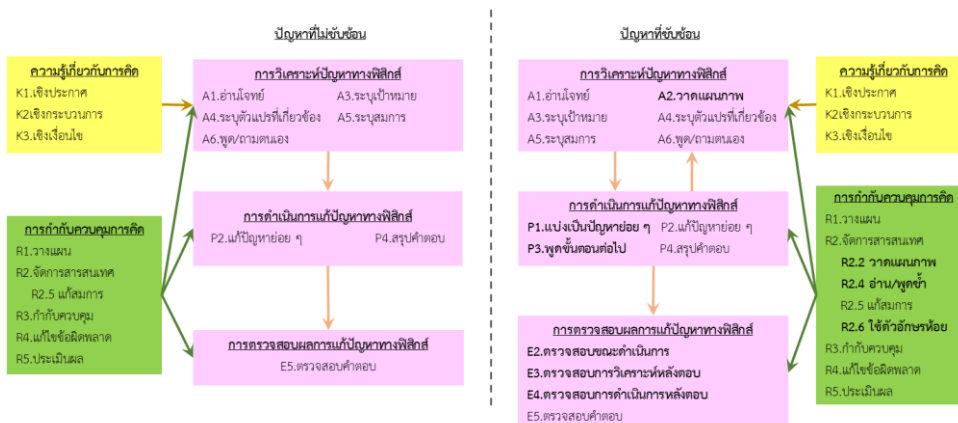 ปัญหาที่ไม่ซับซ้อน
ความรู้เกี่ยวกับการคิด
K1.เชิงประกาศ
K2เชิงกระบวนการ
K3.เชิงเงื่อนไข
การวิเคราะห์ปัญหาทางฟิสิกส์
A1.อ่านโจทย์ A3.ระบุเป้าหมาย
A4.ระบุตัวแปรที่เกี่ยวข้อง A5.ระบุสมการ
A6.พูด/ถามตนเอง
การกำกับควบคุมการคิด
R1.วางแผน
R2.จัดการสารสนเทศ
R2.5 แก้สมการ
R3.กำกับควบคุม
R4.แก้ไขข้อผิดพลาด
R5.ประเมินผล
การดำเนินการแก้ปัญหาทางฟิสิกส์
P2.แก้ปัญหาย่อย ๆ P4.สรุปคำตอบ
การตรวจสอบผลการแก้ปัญหาทางฟิสิกส์
E5.ตรวจสอบคำตอบ
ปัญหาที่ซับซ้อน
การวิเคราะห์ปัญหาทางฟิสิกส์
A1.อ่านโจทย์ A2.วาดแผนภาพ
A3.ระบุเป้าหมาย A4.ระบุตัวแปรที่เกี่ยวข้อง
A5.ระบุสมการ A6.พูด/ถามตนเอง
ความรู้เกี่ยวกับการคิด
K1.เชิงประกาศ
K2เชิงกระบวนการ
K3.เชิงเงื่อนไข
การดำเนินการแก้ปัญหาทางฟิสิกส์
P1.แบ่งเป็นปัญหาย่อย ๆ P2.แก้ปัญหาย่อย ๆ
P3.พูดขั้นตอนต่อไป P4.สรุปคำตอบ
การกำกับควบคุมการคิด
R1.วางแผน
R2.จัดการสารสนเทศ
R2.2 วาดแผนภาพ
R2.4 อ่าน/พูดซ้ำ
R2.5 แก้สมการ
R2.6 ใช้ตัวอักษรห้อย
R3.กำกับควบคุม
R4.แก้ไขข้อผิดพลาด
R5.ประเมินผล
การตรวจสอบผลการแก้ปัญหาทางฟิสิกส์
E2.ตรวจสอบขณะดำเนินการ
E3.ตรวจสอบการวิเคราะห์หลังตอบ
E4.ตรวจสอบการดำเนินการหลังตอบ
E5.ตรวจสอบคำตอบ